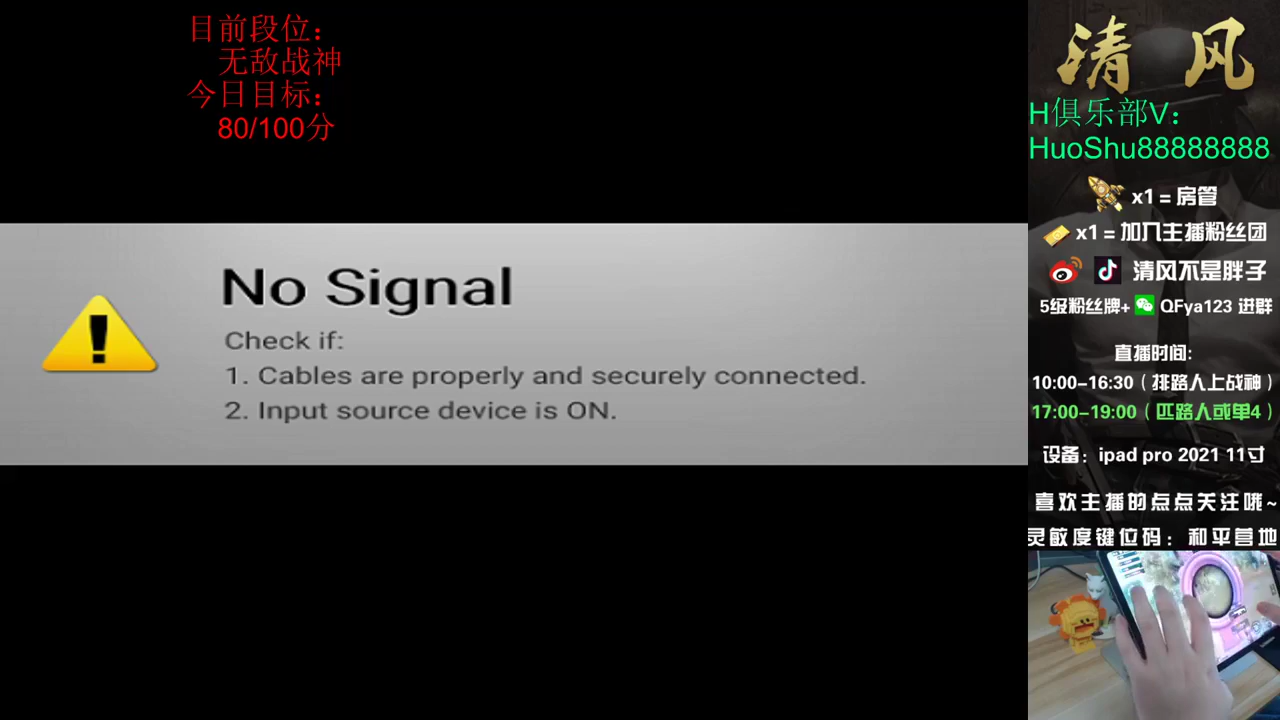 目前段位：
无敌战神
今日目标：
80/100分
No Signal
Check if:
1. Cables are properly and securely connected.
2. Input source device is ON.
清 风
H俱乐部V：
HuoShu88888888
x1 = 房管
x1 = 加入主播粉丝团
清风不是胖子
5级粉丝牌+ QFya123 进群
直播时间:
10:00-16:30（排路人上战神）
17:00-19:00（匹路人或单4）
设备：ipad pro 2021 11寸
喜欢主播的点点关注哦~
灵敏度键位码：和平营地